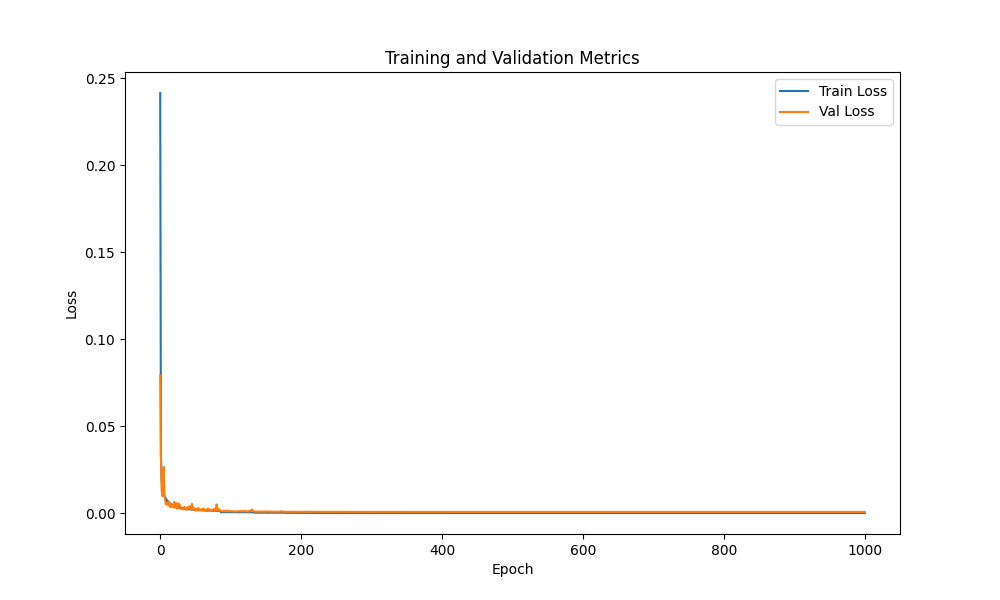 Training and Validation Metrics
Train Loss
Val Loss
0.25
0.20
0.15
0.10
0.05
0.00
Loss
0 200 400 600 800 1000
Epoch